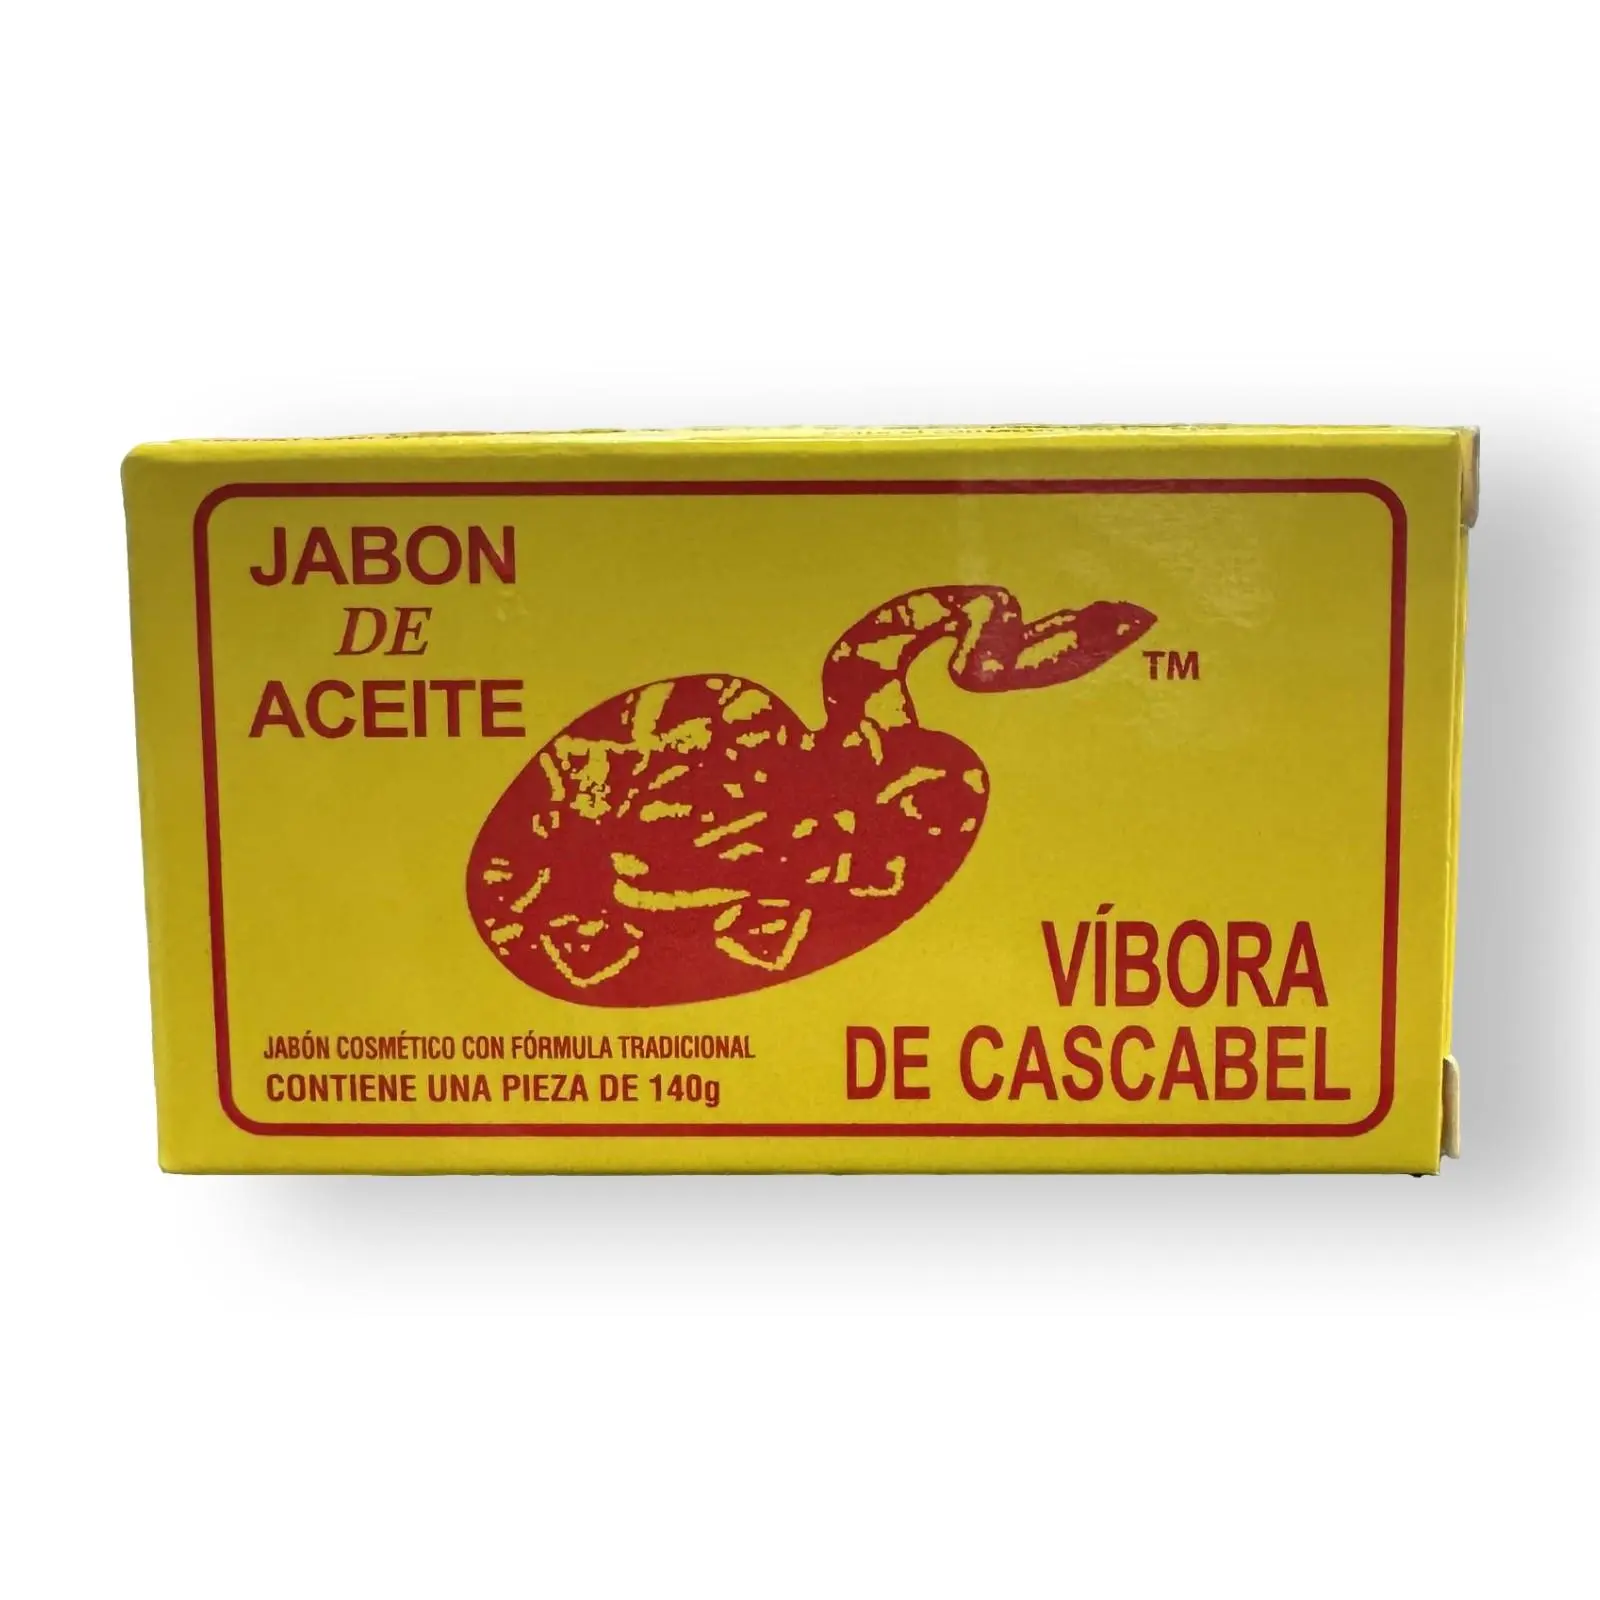 JABON
DE
ACEITE
TM
VÍBORA
DE CASCABEL
JABÓN COSMÉTICO CON FÓRMULA TRADICIONAL
CONTIENE UNA PIEZA DE 140g